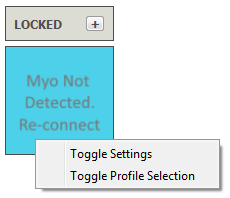 LOCKED +
Myo Not
Detected.
Re-connect
Toggle Settings
Toggle Profile Selection